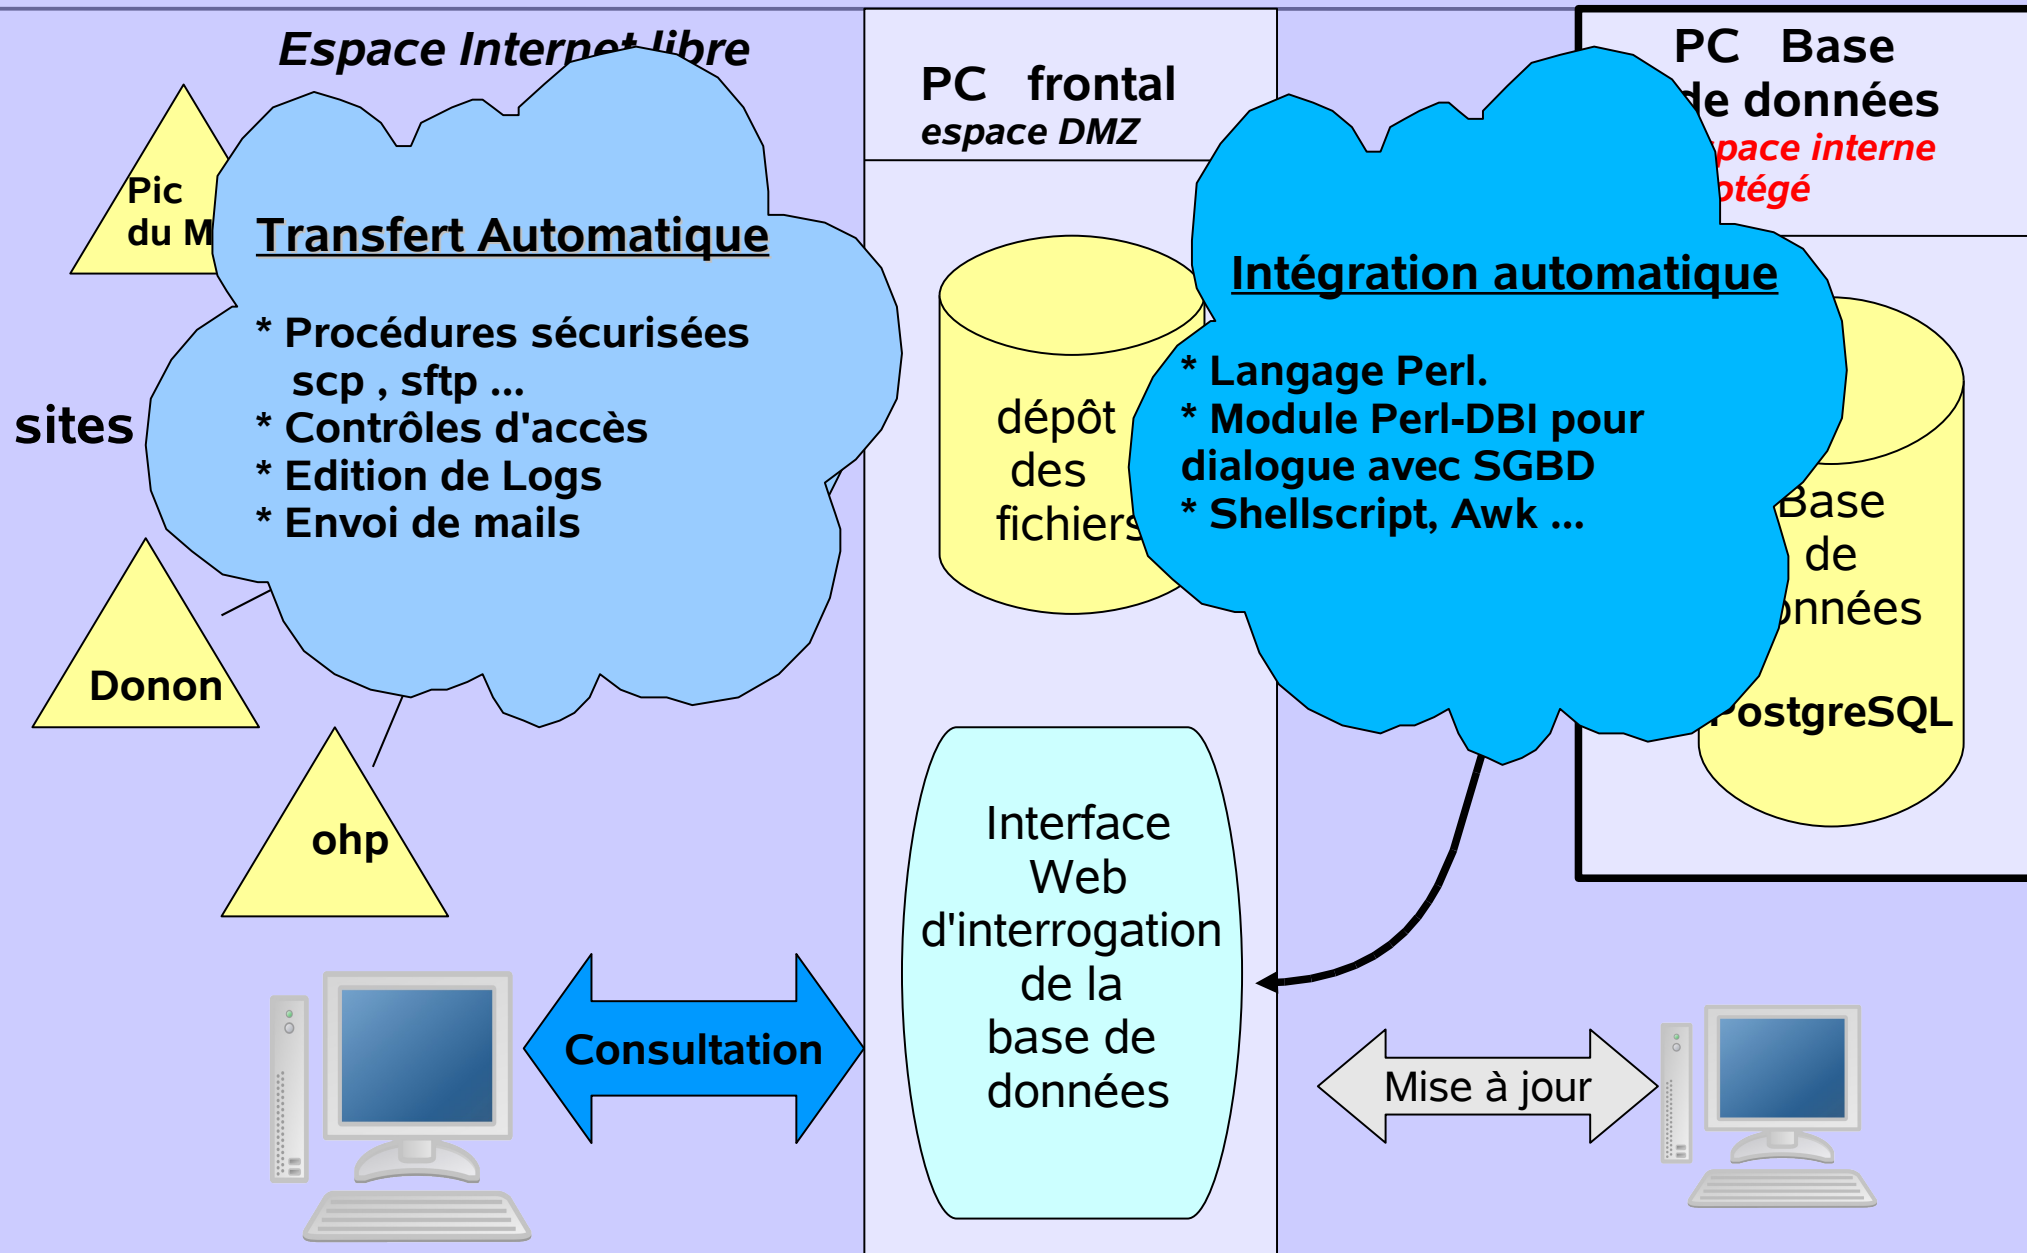 Espace Internet libre
PC frontal
espace DMZ
PC Base
de données
pace interne
otégé
Pic
du M
Transfert Automatique
* Procédures sécurisées
scp , sftp ...
* Contrôles d'accès
* Edition de Logs
* Envoi de mails
sites
Donon
ohp
dépôt
des
fichiers
Intégration automatique
* Langage Perl.
* Module Perl-DBI pour
dialogue avec SGBD
* Shellscript, Awk ...
Base
de
onnées
PostgreSQL
Interface
Web
d'interrogation
de la
base de
données
Consultation
Mise à jour